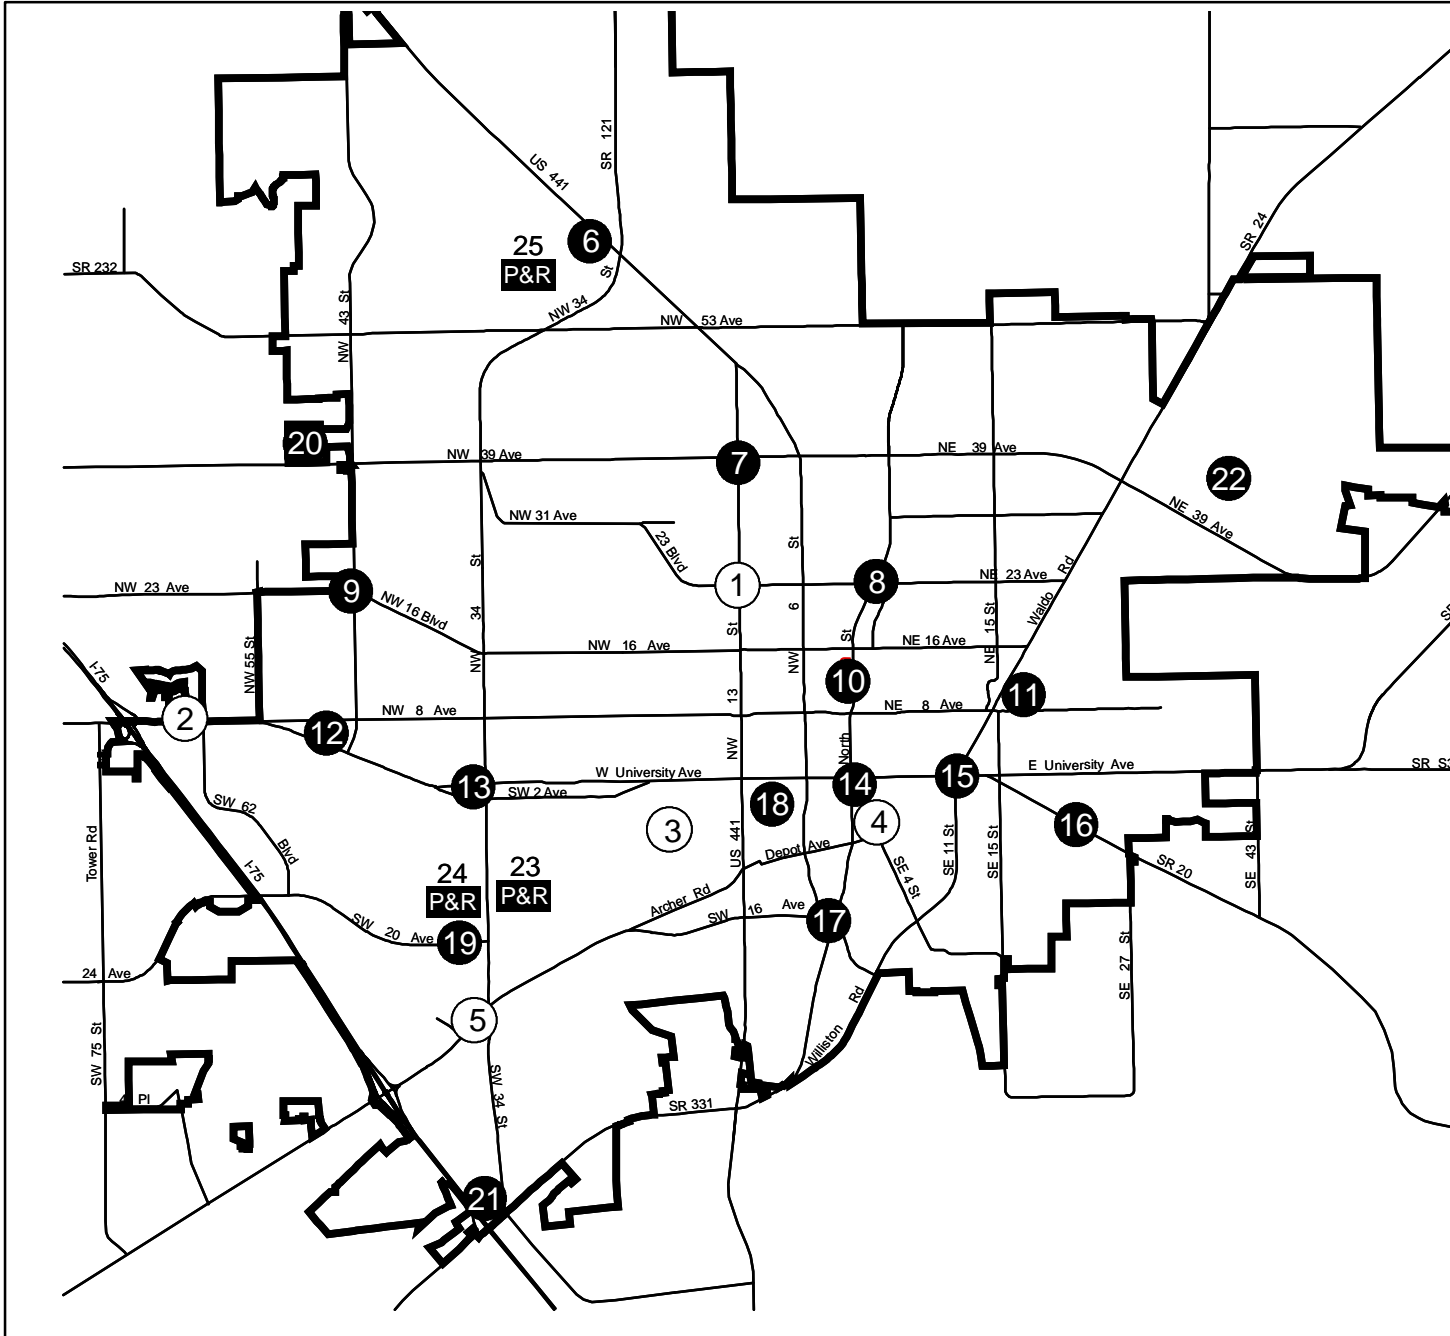 SR 121
US 441
SR 24
25
6
P&R
SR 232
St
NW 43 St
NW 34
NW 53 Ave
20
NW 39 Ave
7
NE 39 Ave
22
NE 39 Ave
NW 31 Ave
23 Blvd
NW 34 St
6 St
NW
NW 23 Ave
9
NW 16 Blvd
1
8
NE 23 Ave
Waldo Rd
NE 15 St
NW 16 Ave
St
NE 16 Ave
I-75
NW 55 St
10
11
2
NW 8 Ave
NW 13 St
NE 8 Ave
12
North
W University Ave
E University Ave
13
SW 2 Ave
14
15
18
3
4
16
SW 62 Blvd
Tower Rd
I-75
US 441
Depot Ave
SE 4 St
SE 11 St
SE 15 St
SE 43 St
SR 20
24
P&R
23
P&R
Archer Rd
SW 16 Ave
17
SW 20 Ave
19
24 Ave
SE 27 St
5
Williston Rd
SW 75 St
Pl
SW 34 St
SR 331
21